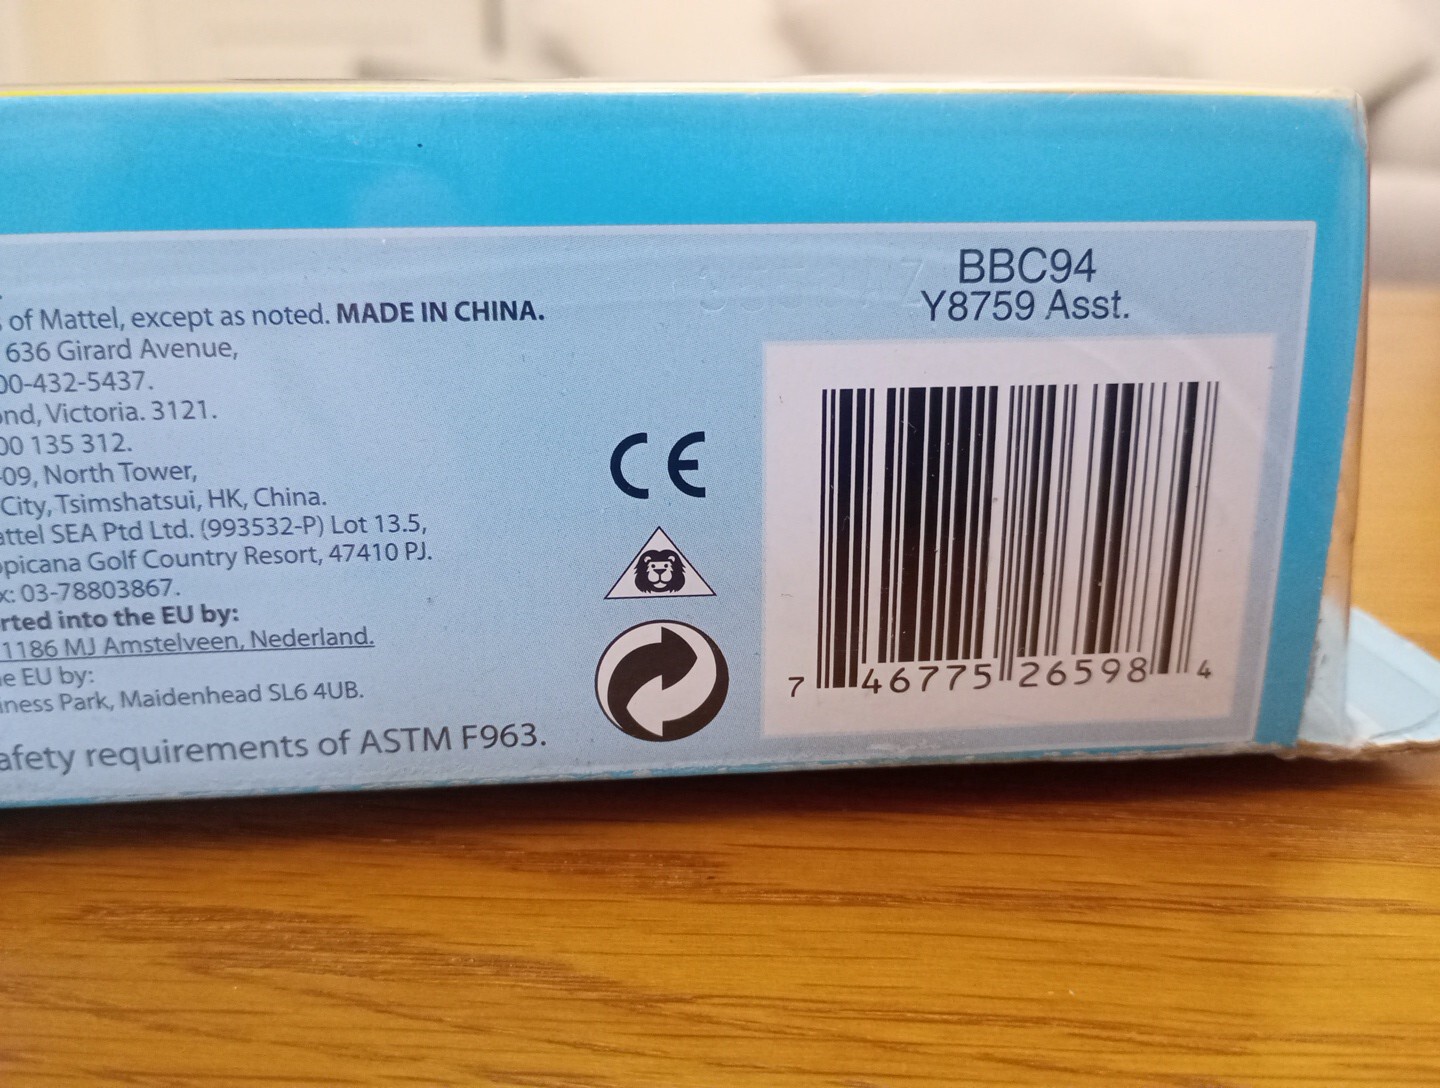 of Mattel, except as noted. MADE IN CHINA.
636 Girard Avenue,
00-432-5437.
ond, Victoria. 3121.
00 135 312.
-09, North Tower,
City, Tsimshatsui, HK, China.
attel SEA Ptd Ltd. (993532-P) Lot 13.5,
opicana Golf Country Resort, 47410 PJ.
x: 03-78803867.
rted into the EU by:
1186 MJ Amstelveen, Nederland.
e EU by:
iness Park, Maidenhead SL6 4UB.
afety requirements of ASTM F963.
CE
BBC94
Y8759 Asst.
7 46775 26598 4